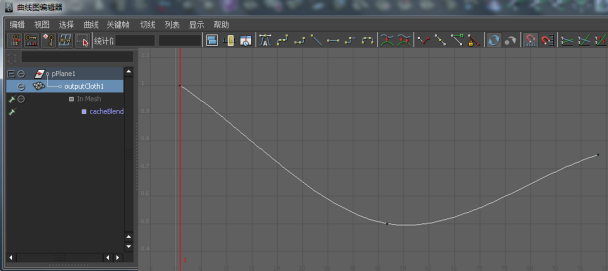 曲线图编辑器
编辑 视图 选择 曲线 关键帧 切线 列表 显示 帮助
统计信
pPlane1
outputCloth1
In Mesh
cacheBlend